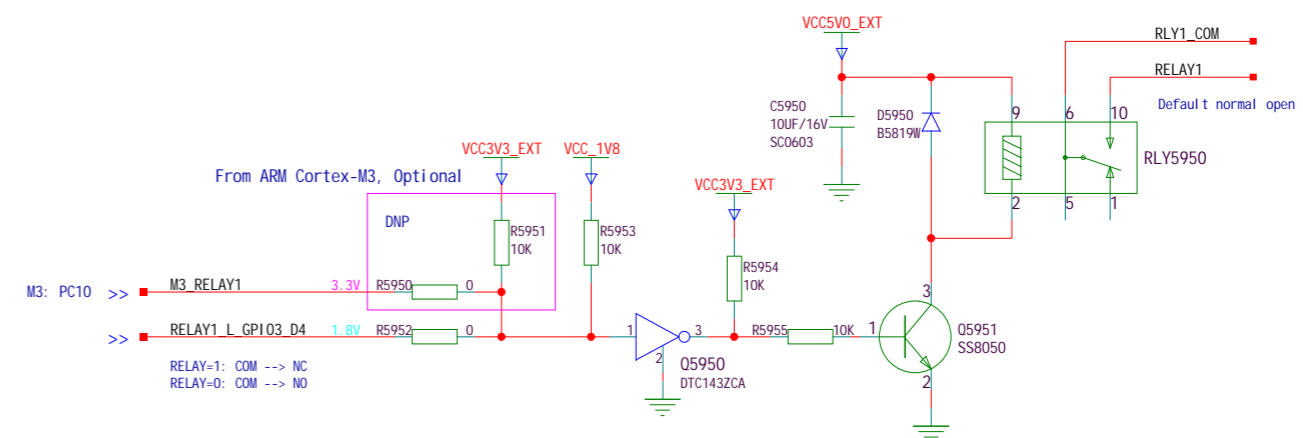 VCC5V0_EXT
RLY1_COM
RELAY1
Default normal open
C5950
10UF/16V
SC0603
D5950
B5819W
9
6
10
RLY5950
2
5
1
VCC3V3_EXT
VCC_1V8
From ARM Cortex-M3, Optional
VCC3V3_EXT
DNP
R5951
10K
R5953
10K
R5954
10K
M3: PC10 >>
M3_RELAY1
3.3V
R5950
0
>>
RELAY1_L_GPIO3_D4
1.8V
R5952
0
1
3
2
Q5950
DTC143ZCA
R5955
10K
1
3
2
Q5951
SS8050
RELAY=1: COM --> NC
RELAY=0: COM --> NO